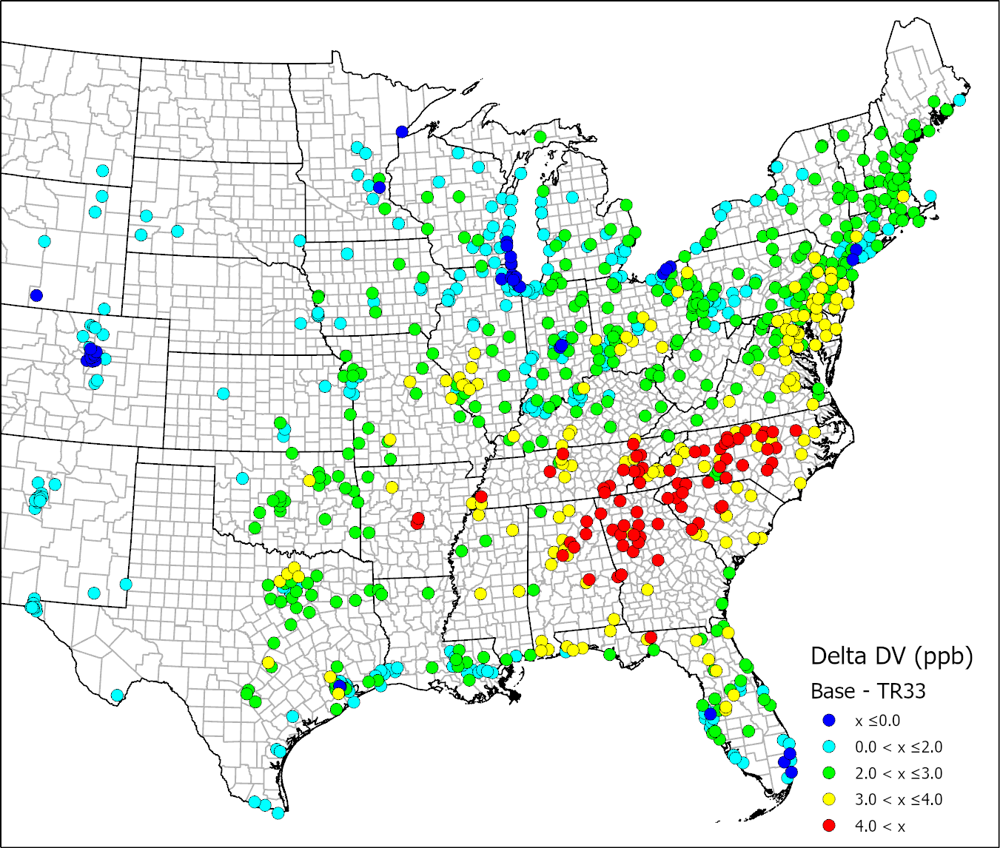 Delta DV (ppb)
Base - TR33
x ≤0.0
0.0 < x ≤2.0
2.0 < x ≤3.0
3.0 < x ≤4.0
4.0 < x